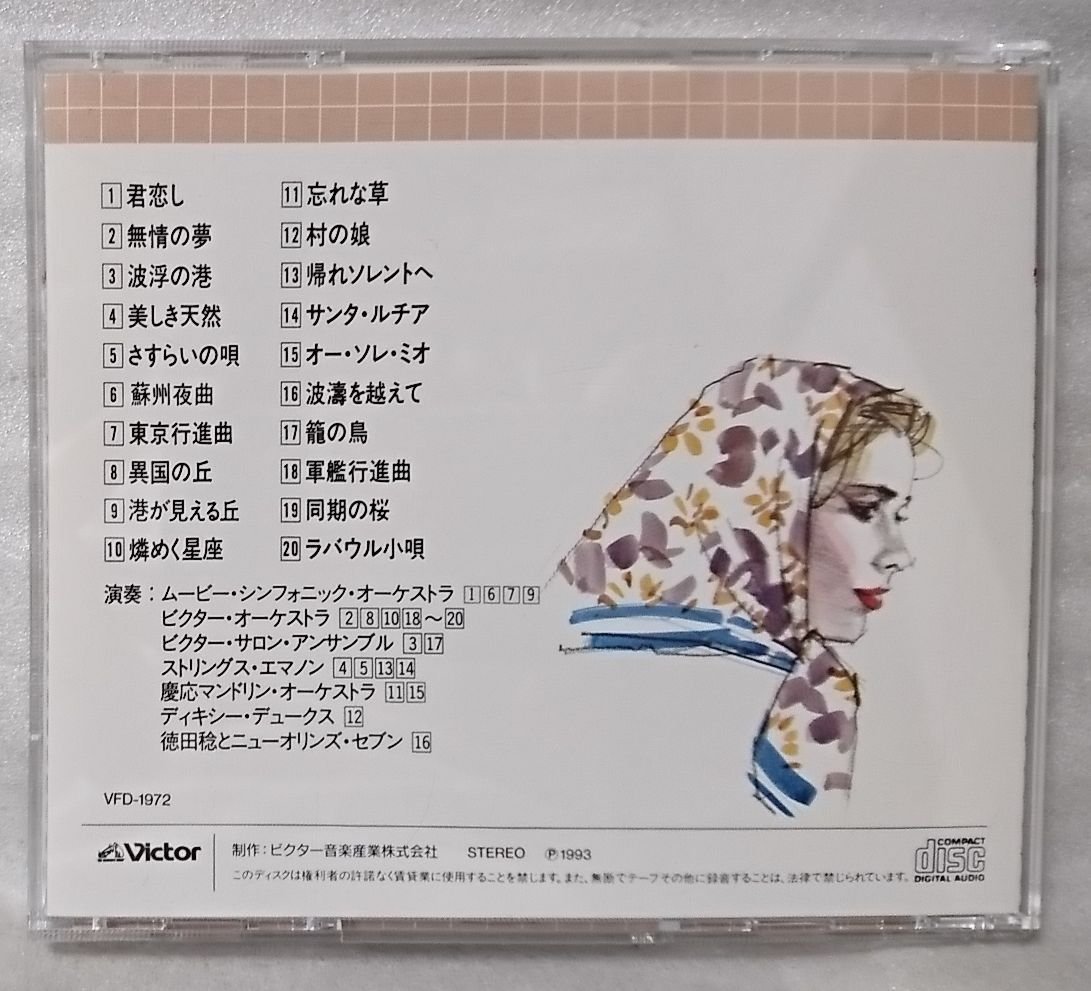 1 君恋し
2 無情の夢
3 波浮の港
4 美しき天然
5 さすらいの唄
6 蘇州夜曲
7 東京行進曲
8 異国の丘
9 港が見える丘
10 燐めく星座
11 忘れな草
12 村の娘
13 帰れソレントへ
14 サンタ・ルチア
15 オー・ソレ・ミオ
16 波濤を越えて
17 籠の鳥
18 軍艦行進曲
19 同期の桜
20 ラバウル小唄
演奏：ムービー・シンフォニック・オーケストラ 1 6 7 9
ビクター・オーケストラ 2 8 10 18〜20
ビクター・サロン・アンサンブル 3 17
ストリングス・エマノン 4 5 13 14
慶応マンドリン・オーケストラ 11 15
ディキシー・デュークス 12
徳田稔とニューオリンズ・セブン 16
VFD-1972
Victor
制作：ビクター音楽産業株式会社 STEREO Ⓟ1993
このディスクは権利者の許諾なく賃貸業に使用することを禁じます。また、無断でテープその他に録音することは、法律で禁じられています。
COMPACT
disc
DIGITAL AUDIO